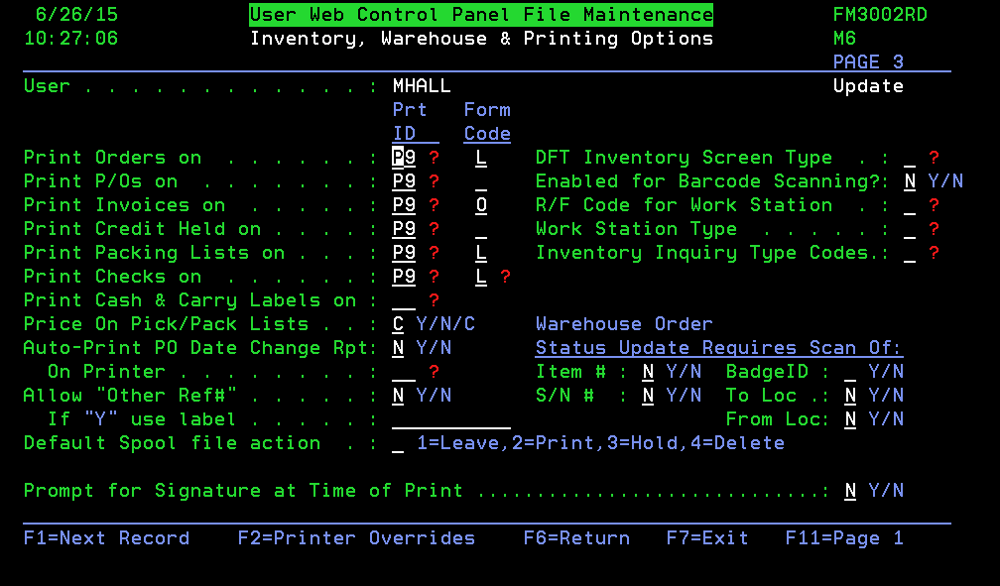 6/26/15 User Web Control Panel File Maintenance FM3002RD
10:27:06 Inventory, Warehouse & Printing Options M6
PAGE 3
User . . . . . . . . . . . . . : MHALL Update
Prt Form
ID Code
Print Orders on . . . . . . . : P9 ? L DFT Inventory Screen Type . . : _ ?
Print P/Os on . . . . . . . . : P9 ? _ Enabled for Barcode Scanning?: N Y/N
Print Invoices on . . . . . . : P9 ? O R/F Code for Work Station . . : _ ?
Print Credit Held on . . . . . : P9 ? _ Work Station Type . . . . . . : _ ?
Print Packing Lists on . . . . : P9 ? L Inventory Inquiry Type Codes.: _ ?
Print Checks on . . . . . . . : P9 ? L ?
Print Cash & Carry Labels on : __ ?
Price On Pick/Pack Lists . . . : C Y/N/C Warehouse Order
Auto-Print PO Date Change Rpt: N Y/N Status Update Requires Scan Of:
On Printer . . . . . . . . . : __ ? Item # : N Y/N BadgeID : _ Y/N
Allow "Other Ref#" . . . . . . : N Y/N S/N # : N Y/N To Loc .: N Y/N
If "Y" use label . . . . . . : __________ From Loc: N Y/N
Default Spool file action . . : _ 1=Leave,2=Print,3=Hold,4=Delete
Prompt for Signature at Time of Print .............................: N Y/N
F1=Next Record F2=Printer Overrides F6=Return F7=Exit F11=Page 1